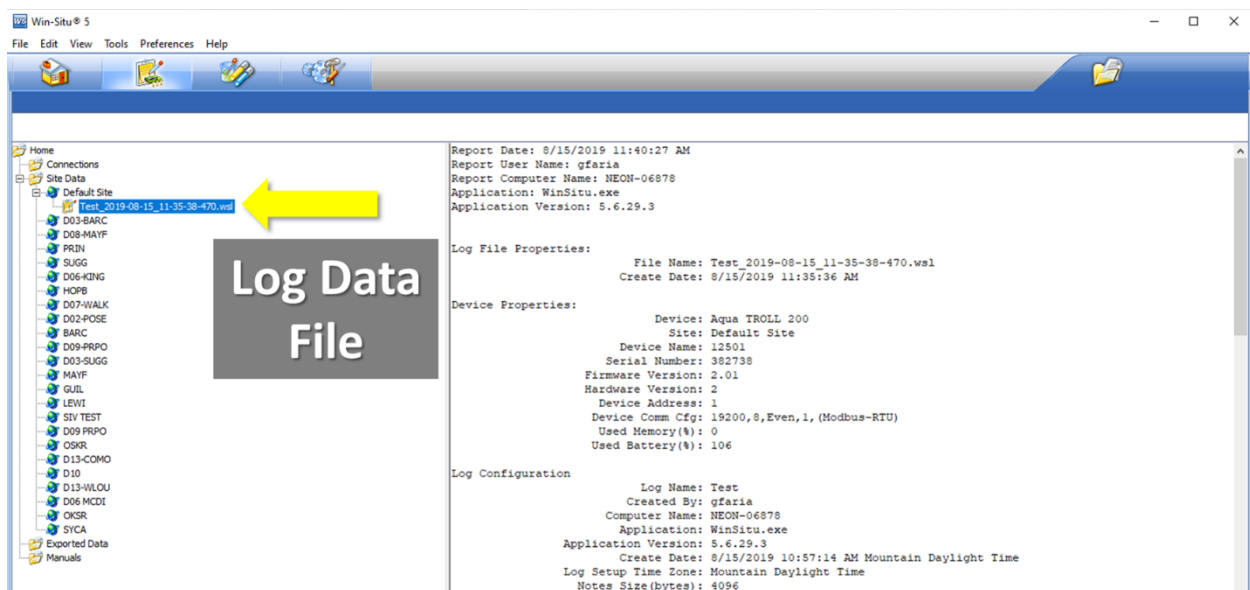 Win-Situ® 5
File Edit View Tools Preferences Help
Home
Connections
Site Data
Default Site
Test_2019-08-15_11-35-38-470.wsl
D03-BARC
D08-MAYF
PRIN
SUGG
D06-KING
HOPB
D07-WALK
D02-POSE
BARC
D09-PRPO
D03-SUGG
MAYF
GUIL
LEWI
SIV TEST
D09 PRPO
OSKR
D13-COMO
D10
D13-WLOU
D06 MCDI
OKSR
SYCA
Exported Data
Manuals
Log Data
File
Report Date: 8/15/2019 11:40:27 AM
Report User Name: gfaria
Report Computer Name: NEON-06878
Application: WinSitu.exe
Application Version: 5.6.29.3
Log File Properties:
File Name: Test_2019-08-15_11-35-38-470.wsl
Create Date: 8/15/2019 11:35:36 AM
Device Properties:
Device: Aqua TROLL 200
Site: Default Site
Device Name: 12501
Serial Number: 382738
Firmware Version: 2.01
Hardware Version: 2
Device Address: 1
Device Comm Cfg: 19200,8,Even,1,(Modbus-RTU)
Used Memory(%): 0
Used Battery(%): 106
Log Configuration
Log Name: Test
Created By: gfaria
Computer Name: NEON-06878
Application: WinSitu.exe
Application Version: 5.6.29.3
Create Date: 8/15/2019 10:57:14 AM Mountain Daylight Time
Log Setup Time Zone: Mountain Daylight Time
Notes Size(bytes): 4096